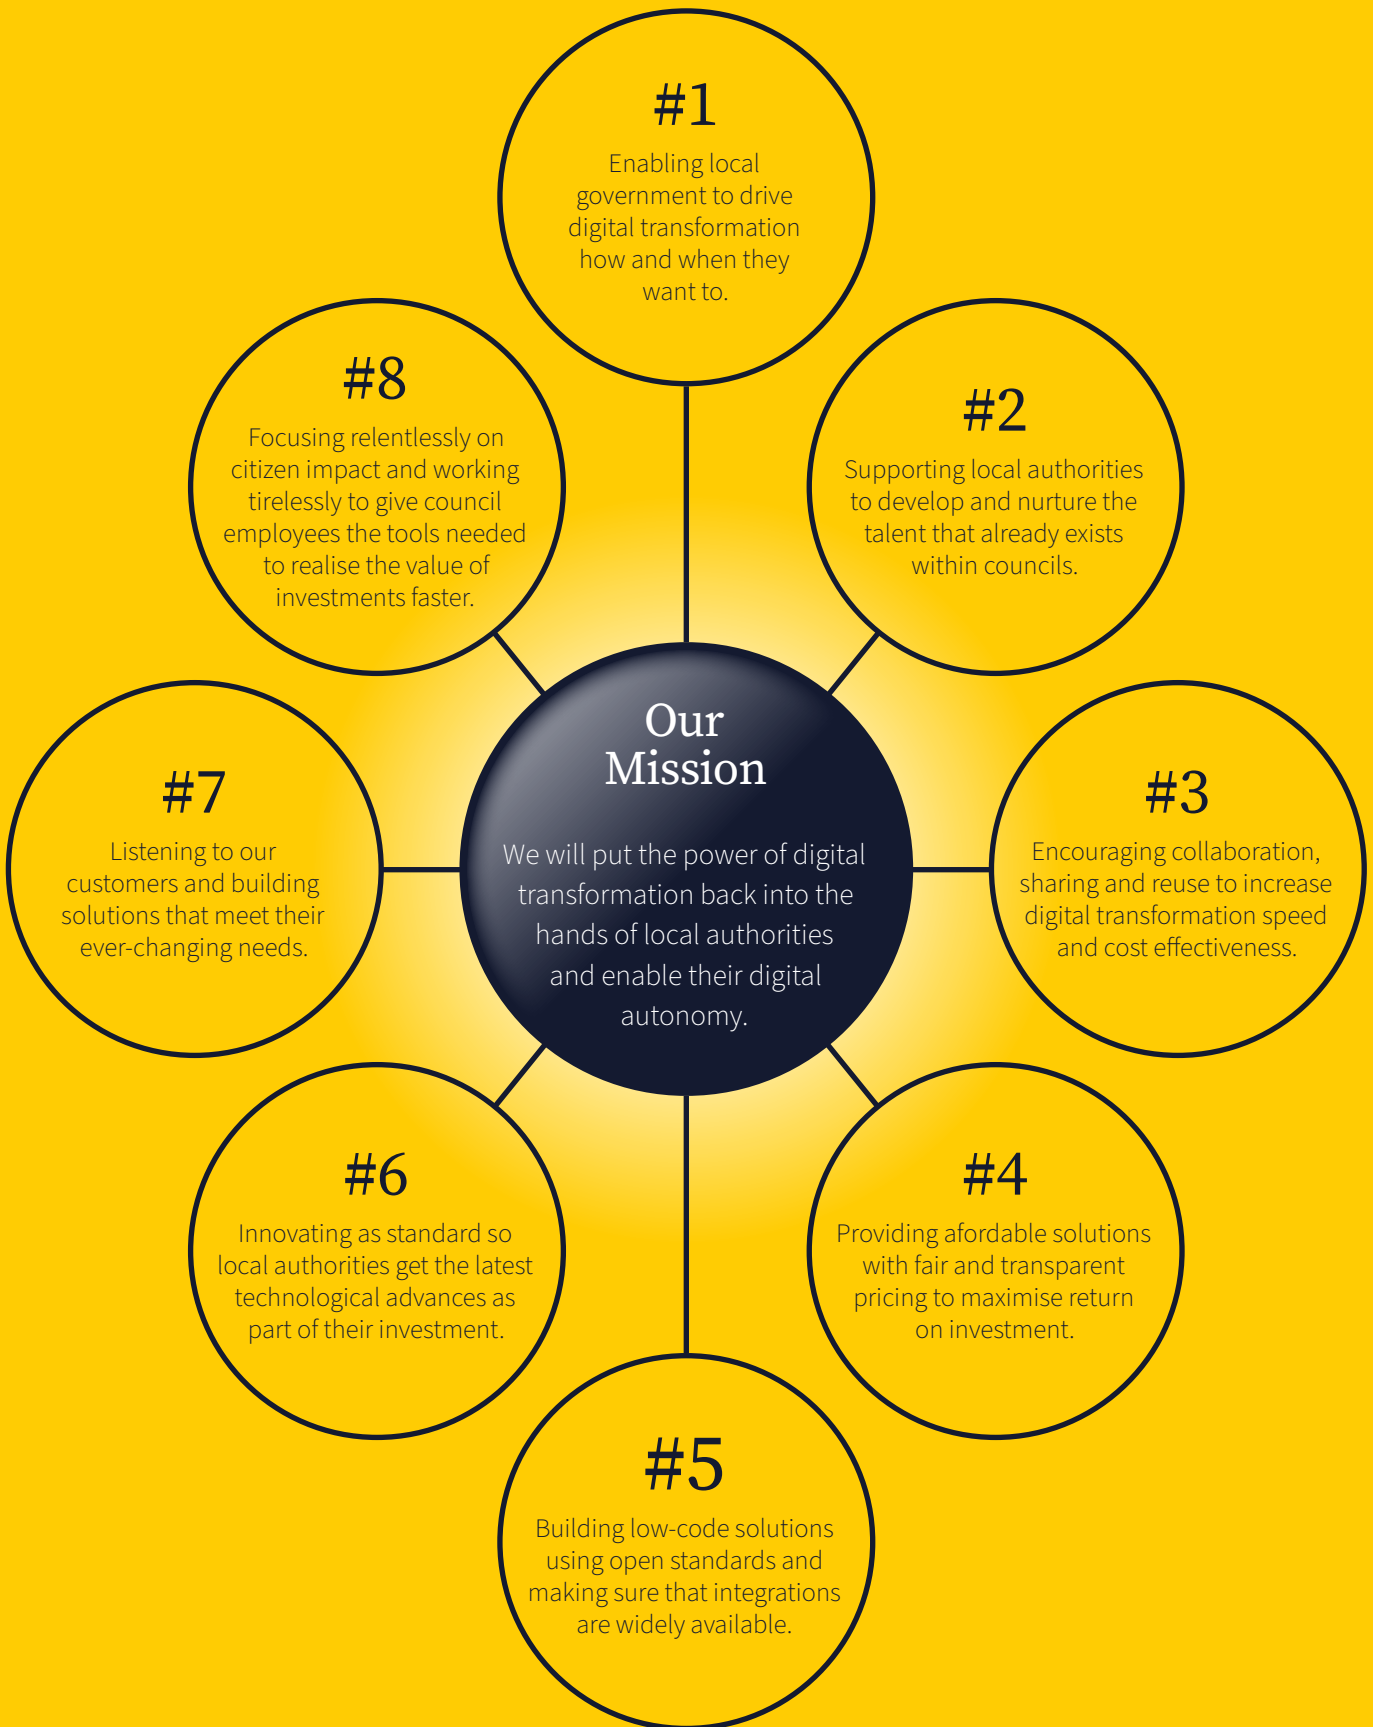 Our
Mission
We will put the power of digital
transformation back into the
hands of local authorities
and enable their digital
autonomy.
#1
Enabling local
government to drive
digital transformation
how and when they
want to.
#2
Supporting local authorities
to develop and nurture the
talent that already exists
within councils.
#3
Encouraging collaboration,
sharing and reuse to increase
digital transformation speed
and cost effectiveness.
#4
Providing afordable solutions
with fair and transparent
pricing to maximise return
on investment.
#5
Building low-code solutions
using open standards and
making sure that integrations
are widely available.
#6
Innovating as standard so
local authorities get the latest
technological advances as
part of their investment.
#7
Listening to our
customers and building
solutions that meet their
ever-changing needs.
#8
Focusing relentlessly on
citizen impact and working
tirelessly to give council
employees the tools needed
to realise the value of
investments faster.